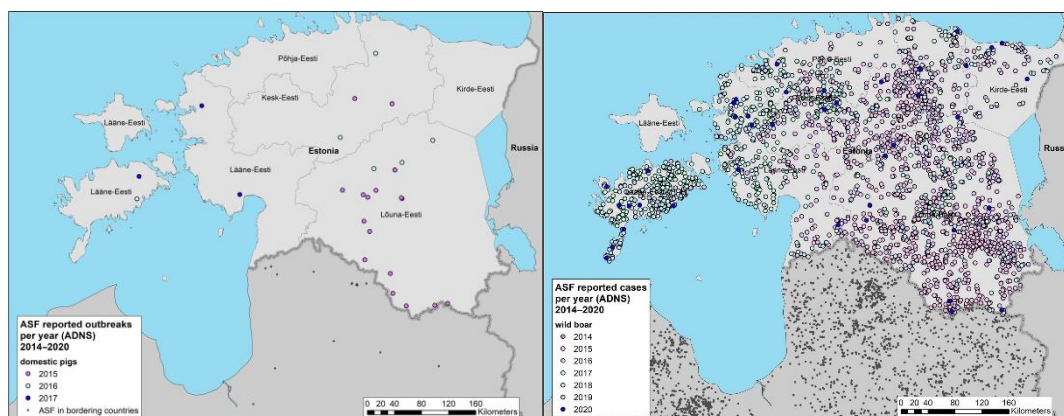 Põhja-Eesti
Kesk-Eesti
Kirde-Eesti
Lääne-Eesti
Estonia
Russia
Lääne-Eesti
Lääne-Eesti
Lõuna-Eesti
ASF reported outbreaks
per year (ADNS)
2014–2020
domestic pigs
2015
2016
2017
ASF in bordering countries
0 20 40 80 120 160
Kilometers
Kirde-Eesti
Lääne-Eesti
Estonia
Russia
ASF reported cases
per year (ADNS)
2014–2020
wild boar
2014
2015
2016
2017
2018
2019
2020
0 20 40 80 120 160
Kilometers